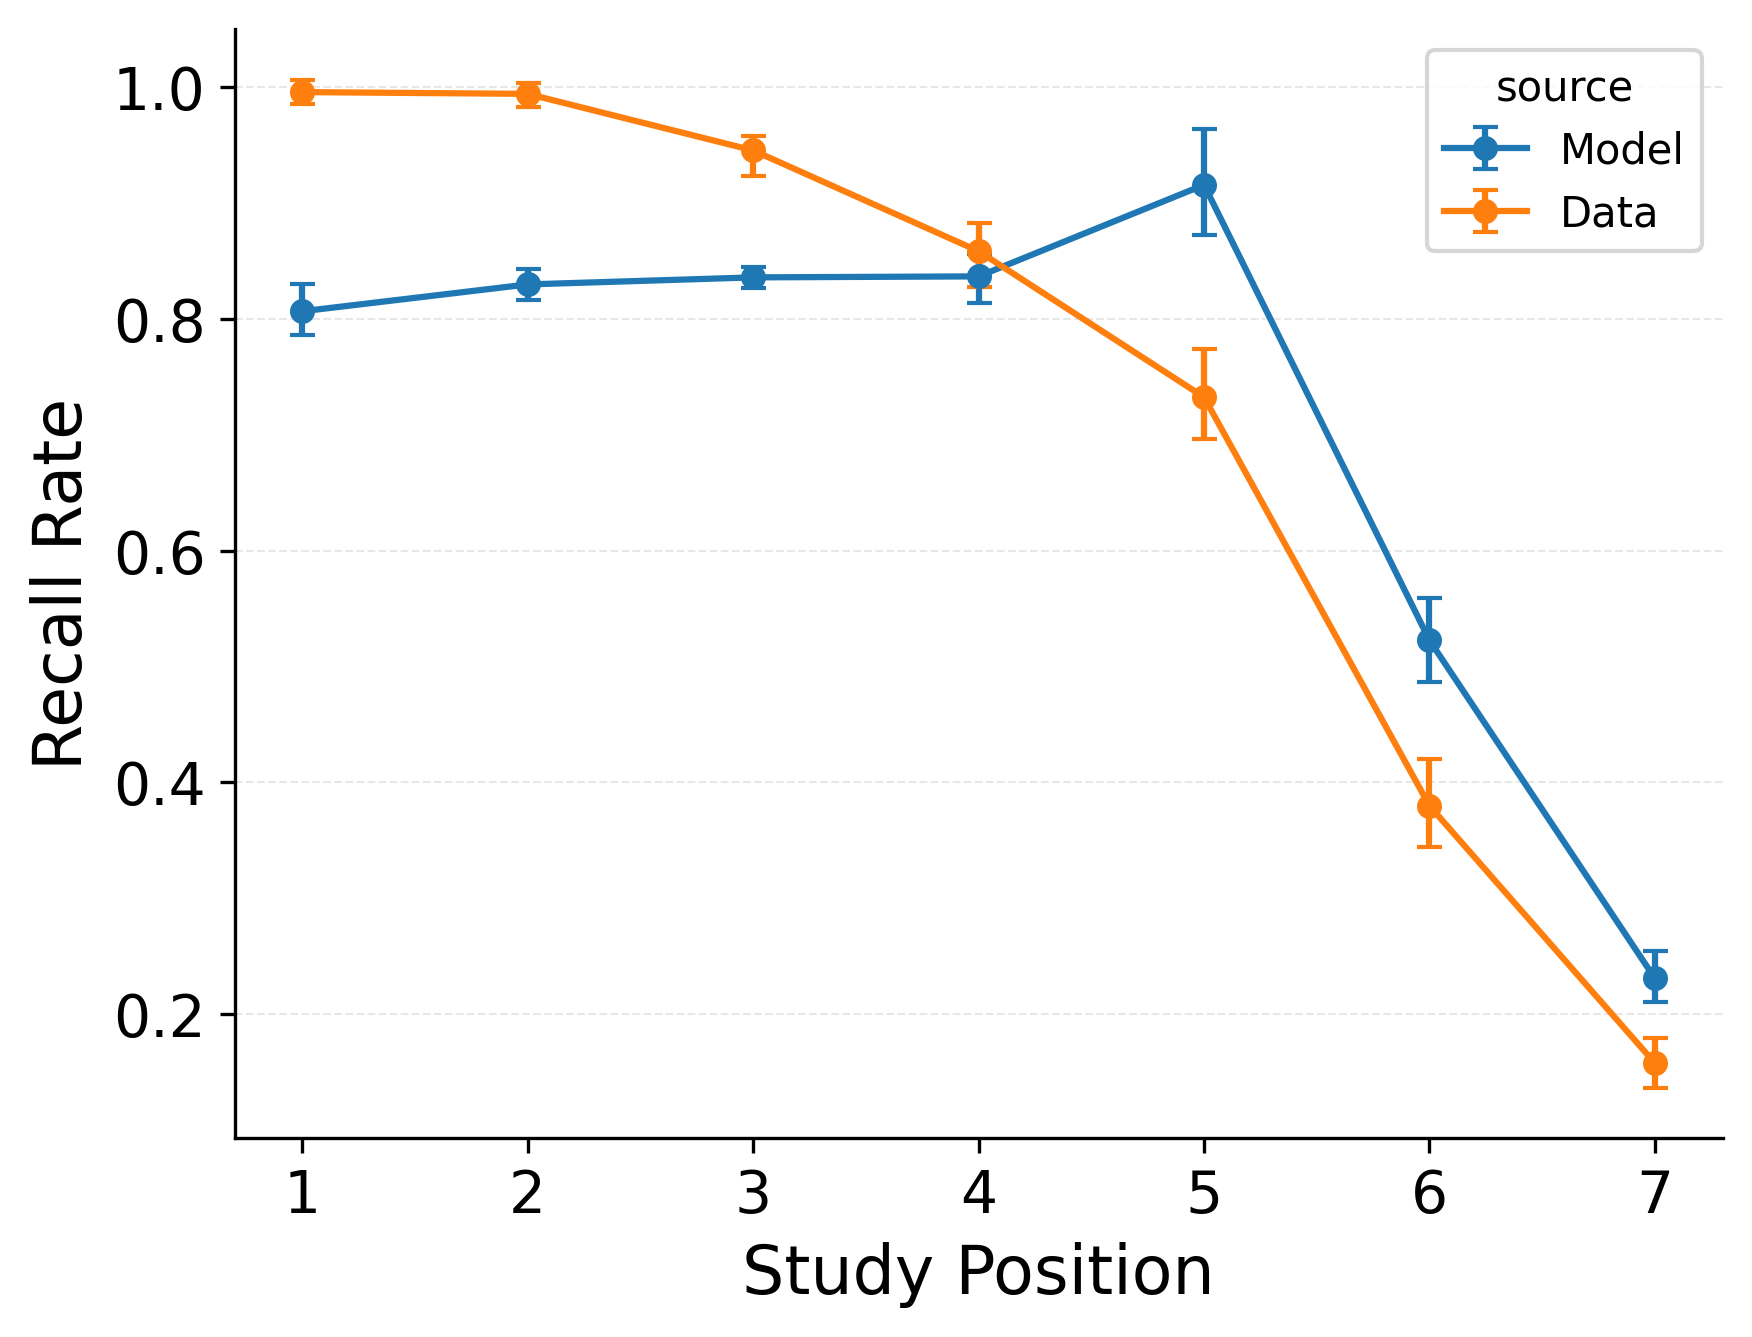 source
Model
Data
1.0
0.8
0.6
0.4
0.2
Recall Rate
1 2 3 4 5 6 7
Study Position